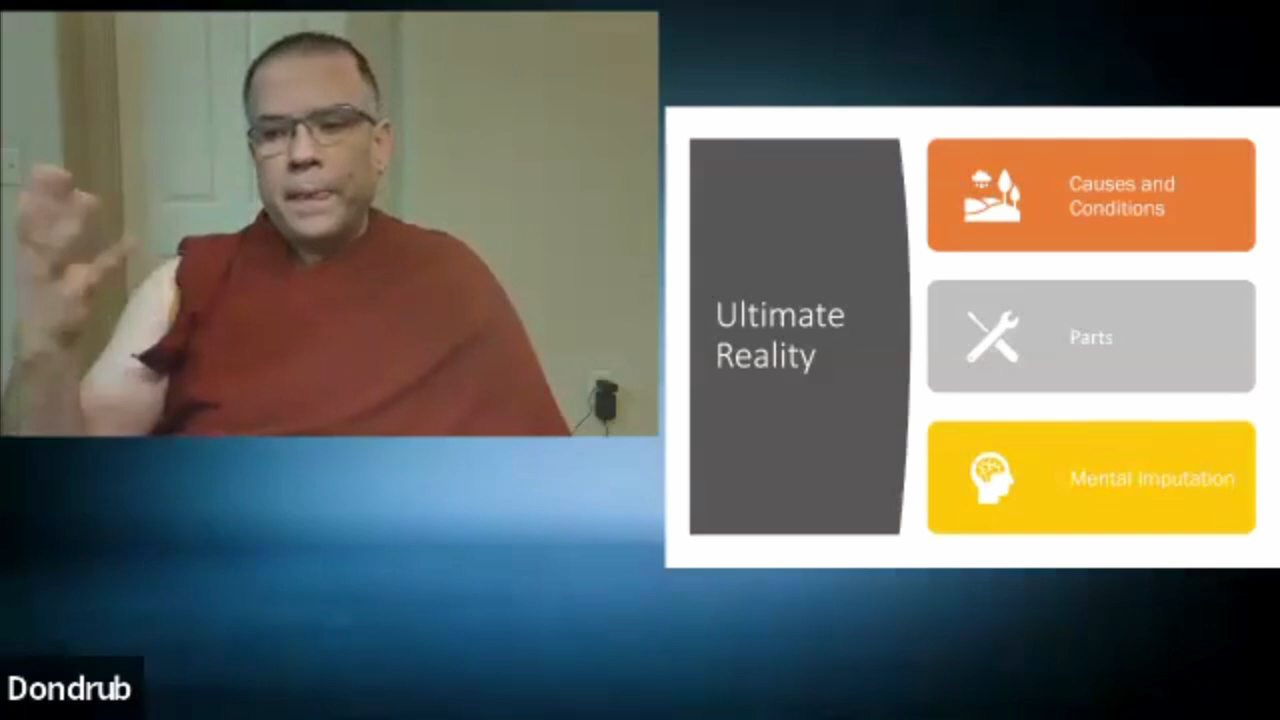 Ultimate
Reality
Causes and
Conditions
Parts
Mental Imputation
Dondrub